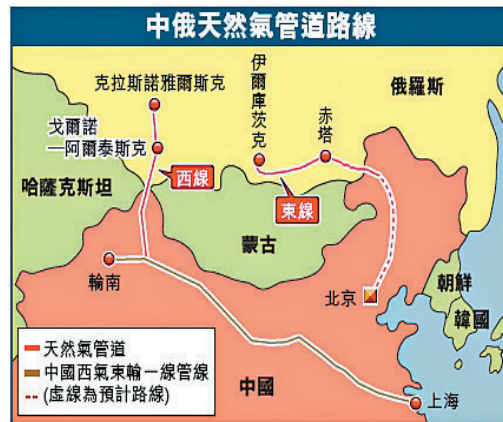 中俄天然氣管道路線
克拉斯諾雅爾斯克
伊爾庫茨克
赤塔
俄羅斯
戈爾諾
—阿爾泰斯克
西線
東線
哈薩克斯坦
蒙古
輪南
北京
朝鮮
韓國
天然氣管道
中國西氣東輸一線管線
(虛線為預計路線)
中國
上海